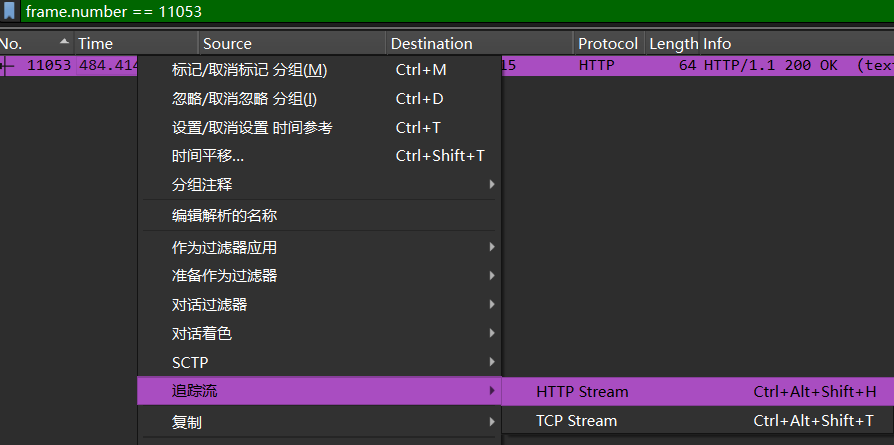 frame.number == 11053
No. Time Source Destination Protocol Length Info
11053 484.414 15 HTTP 64 HTTP/1.1 200 OK (tex
标记/取消标记 分组(M) Ctrl+M
忽略/取消忽略 分组(I) Ctrl+D
设置/取消设置 时间参考 Ctrl+T
时间平移... Ctrl+Shift+T
分组注释
编辑解析的名称
作为过滤器应用
准备作为过滤器
对话过滤器
对话着色
SCTP
追踪流
HTTP Stream Ctrl+Alt+Shift+H
复制
TCP Stream Ctrl+Alt+Shift+T